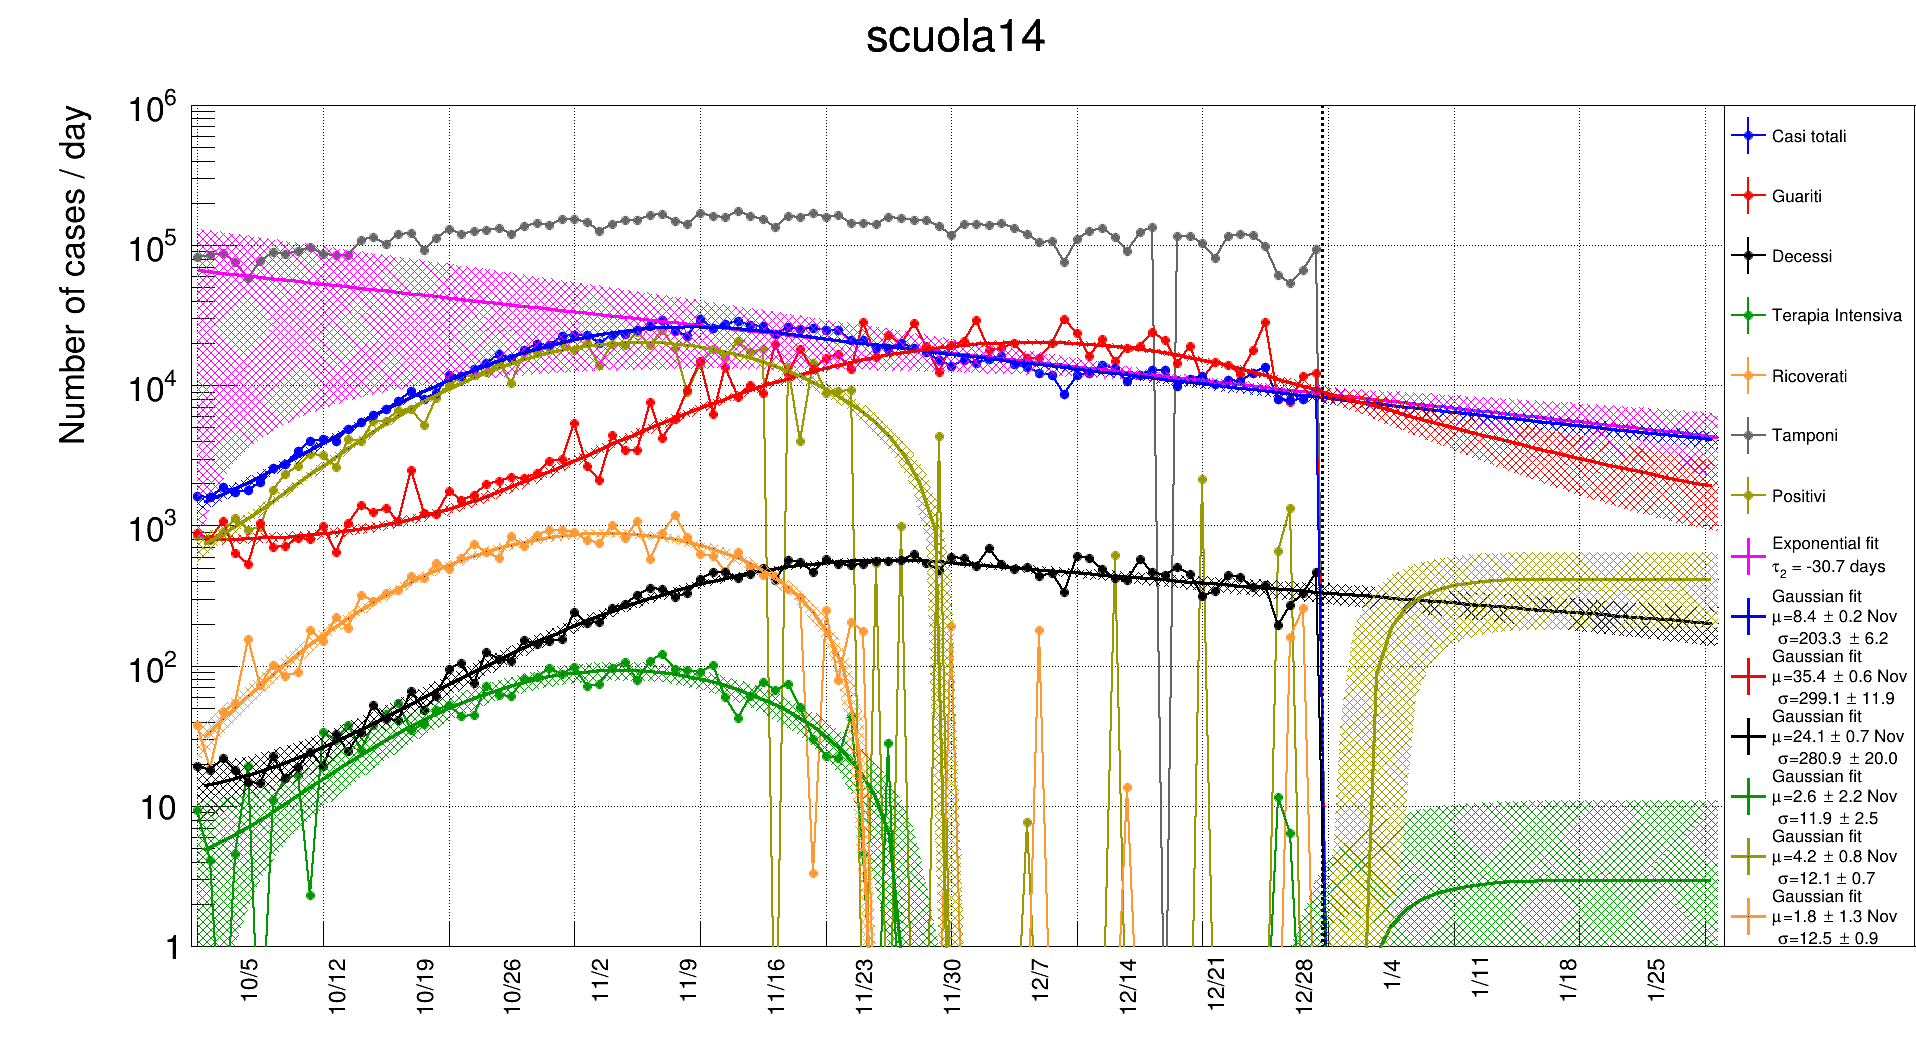 scuola14
Number of cases / day
10⁶
10⁵
10⁴
10³
10²
10
1
10/5
10/12
10/19
10/26
11/2
11/9
11/16
11/23
11/30
12/7
12/14
12/21
12/28
1/4
1/11
1/18
1/25
Casi totali
Guariti
Decessi
Terapia Intensiva
Ricoverati
Tamponi
Positivi
Exponential fit
τ₂ = -30.7 days
Gaussian fit
μ=8.4 ± 0.2 Nov
σ=203.3 ± 6.2
Gaussian fit
μ=35.4 ± 0.6 Nov
σ=299.1 ± 11.9
Gaussian fit
μ=24.1 ± 0.7 Nov
σ=280.9 ± 20.0
Gaussian fit
μ=2.6 ± 2.2 Nov
σ=11.9 ± 2.5
Gaussian fit
μ=4.2 ± 0.8 Nov
σ=12.1 ± 0.7
Gaussian fit
μ=1.8 ± 1.3 Nov
σ=12.5 ± 0.9